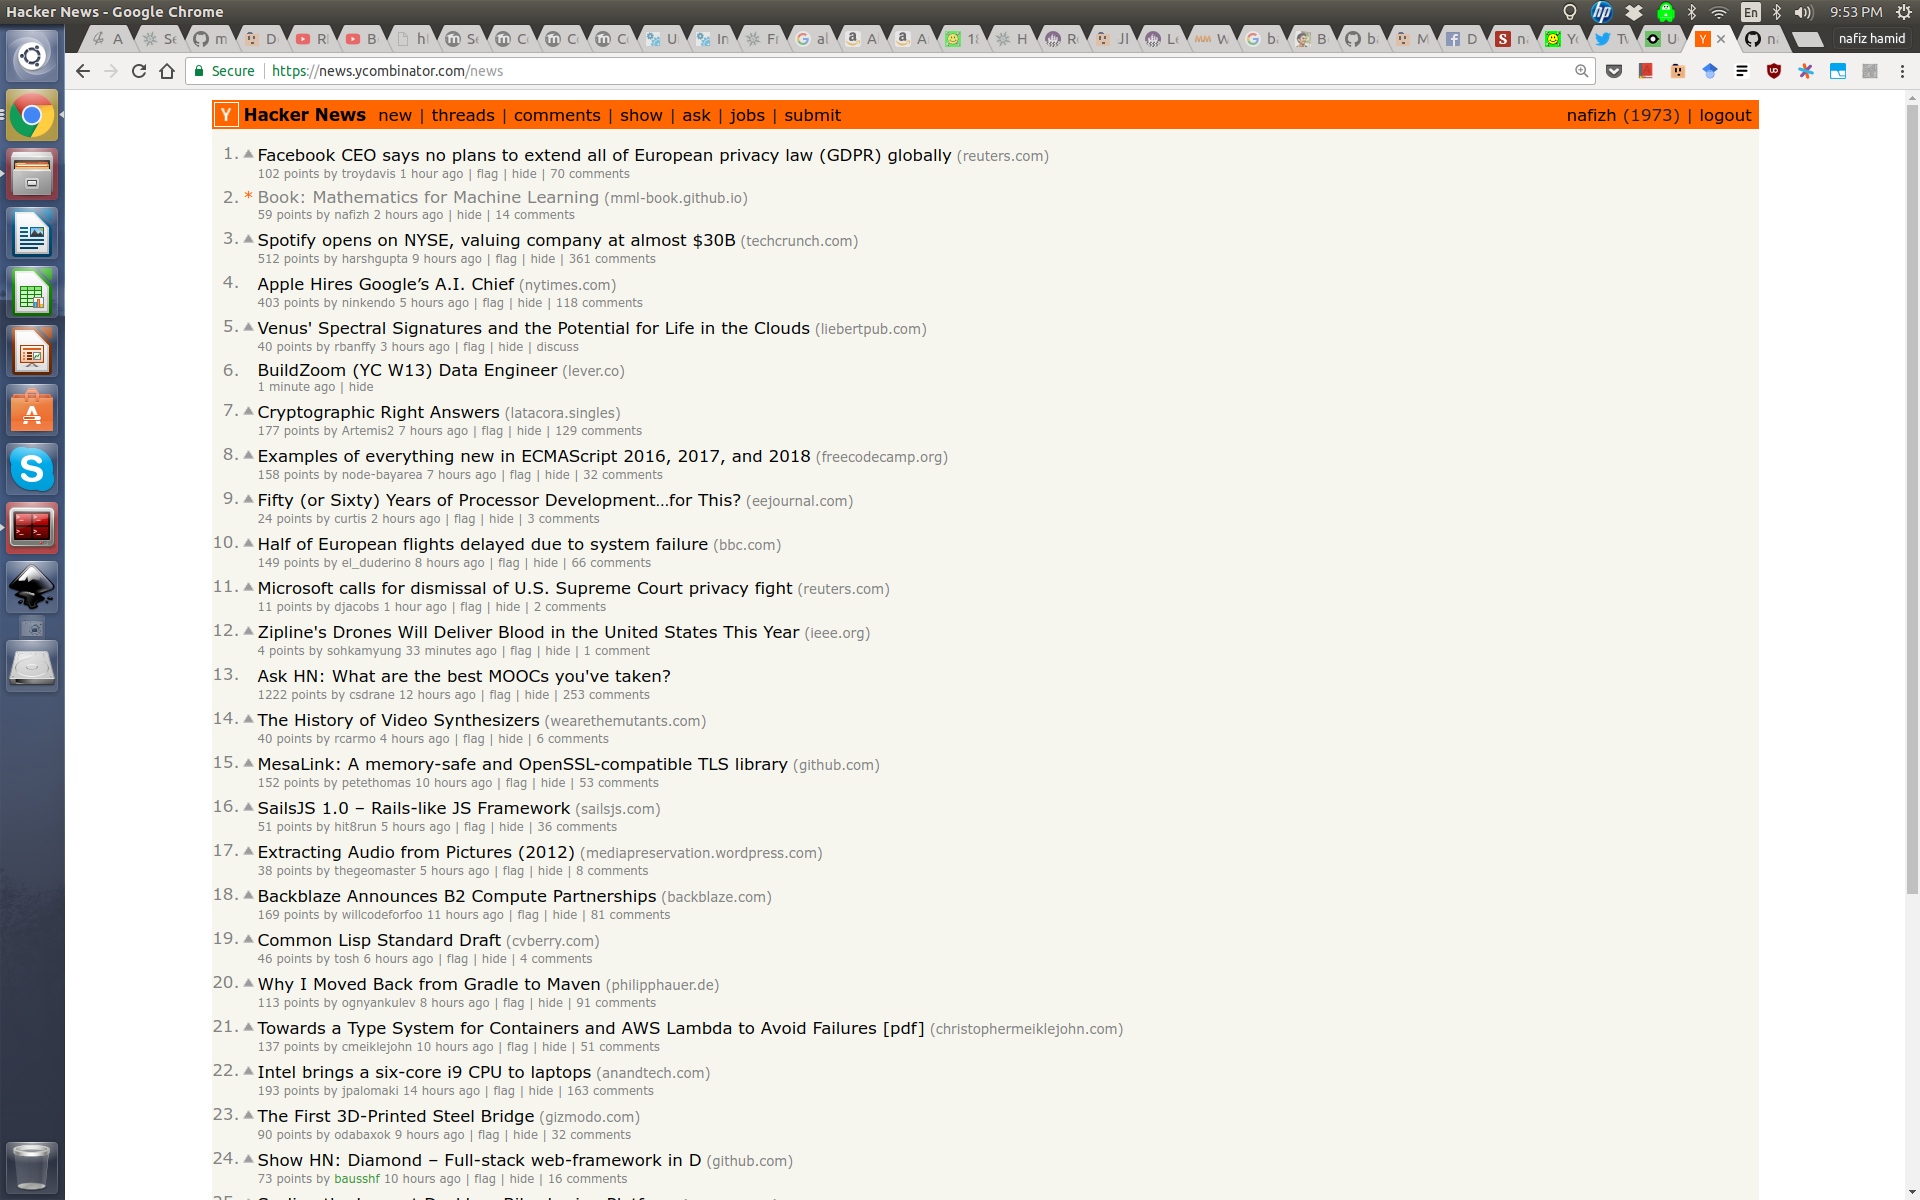 Hacker News - Google Chrome
En
9:53 PM
nafiz hamid
Secure | https://news.ycombinator.com/news
Y Hacker News new | threads | comments | show | ask | jobs | submit
nafizh (1973) | logout
1. Facebook CEO says no plans to extend all of European privacy law (GDPR) globally (reuters.com)
102 points by troydavis 1 hour ago | flag | hide | 70 comments
2. * Book: Mathematics for Machine Learning (mml-book.github.io)
59 points by nafizh 2 hours ago | hide | 14 comments
3. Spotify opens on NYSE, valuing company at almost $30B (techcrunch.com)
512 points by harshgupta 9 hours ago | flag | hide | 361 comments
4. Apple Hires Google’s A.I. Chief (nytimes.com)
403 points by ninkendo 5 hours ago | flag | hide | 118 comments
5. Venus' Spectral Signatures and the Potential for Life in the Clouds (liebertpub.com)
40 points by rbanffy 3 hours ago | flag | hide | discuss
6. BuildZoom (YC W13) Data Engineer (lever.co)
1 minute ago | hide
7. Cryptographic Right Answers (latacora.singles)
177 points by Artemis2 7 hours ago | flag | hide | 129 comments
8. Examples of everything new in ECMAScript 2016, 2017, and 2018 (freecodecamp.org)
158 points by node-bayarea 7 hours ago | flag | hide | 32 comments
9. Fifty (or Sixty) Years of Processor Development…for This? (eejournal.com)
24 points by curtis 2 hours ago | flag | hide | 3 comments
10. Half of European flights delayed due to system failure (bbc.com)
149 points by el_duderino 8 hours ago | flag | hide | 66 comments
11. Microsoft calls for dismissal of U.S. Supreme Court privacy fight (reuters.com)
11 points by djacobs 1 hour ago | flag | hide | 2 comments
12. Zipline's Drones Will Deliver Blood in the United States This Year (ieee.org)
4 points by sohkamyung 33 minutes ago | flag | hide | 1 comment
13. Ask HN: What are the best MOOCs you've taken?
1222 points by csdrane 12 hours ago | flag | hide | 253 comments
14. The History of Video Synthesizers (wearethemutants.com)
40 points by rcarmo 4 hours ago | flag | hide | 6 comments
15. MesaLink: A memory-safe and OpenSSL-compatible TLS library (github.com)
152 points by petethomas 10 hours ago | flag | hide | 53 comments
16. SailsJS 1.0 – Rails-like JS Framework (sailsjs.com)
51 points by hit8run 5 hours ago | flag | hide | 36 comments
17. Extracting Audio from Pictures (2012) (mediapreservation.wordpress.com)
38 points by thegeomaster 5 hours ago | flag | hide | 8 comments
18. Backblaze Announces B2 Compute Partnerships (backblaze.com)
169 points by willcodeforfoo 11 hours ago | flag | hide | 81 comments
19. Common Lisp Standard Draft (cvberry.com)
46 points by tosh 6 hours ago | flag | hide | 4 comments
20. Why I Moved Back from Gradle to Maven (philipphauer.de)
113 points by ognyankulev 8 hours ago | flag | hide | 91 comments
21. Towards a Type System for Containers and AWS Lambda to Avoid Failures [pdf] (christophermeiklejohn.com)
137 points by cmeiklejohn 10 hours ago | flag | hide | 51 comments
22. Intel brings a six-core i9 CPU to laptops (anandtech.com)
193 points by jpalomaki 14 hours ago | flag | hide | 163 comments
23. The First 3D-Printed Steel Bridge (gizmodo.com)
90 points by odabaxok 9 hours ago | flag | hide | 32 comments
24. Show HN: Diamond – Full-stack web-framework in D (github.com)
73 points by bausshf 10 hours ago | flag | hide | 16 comments